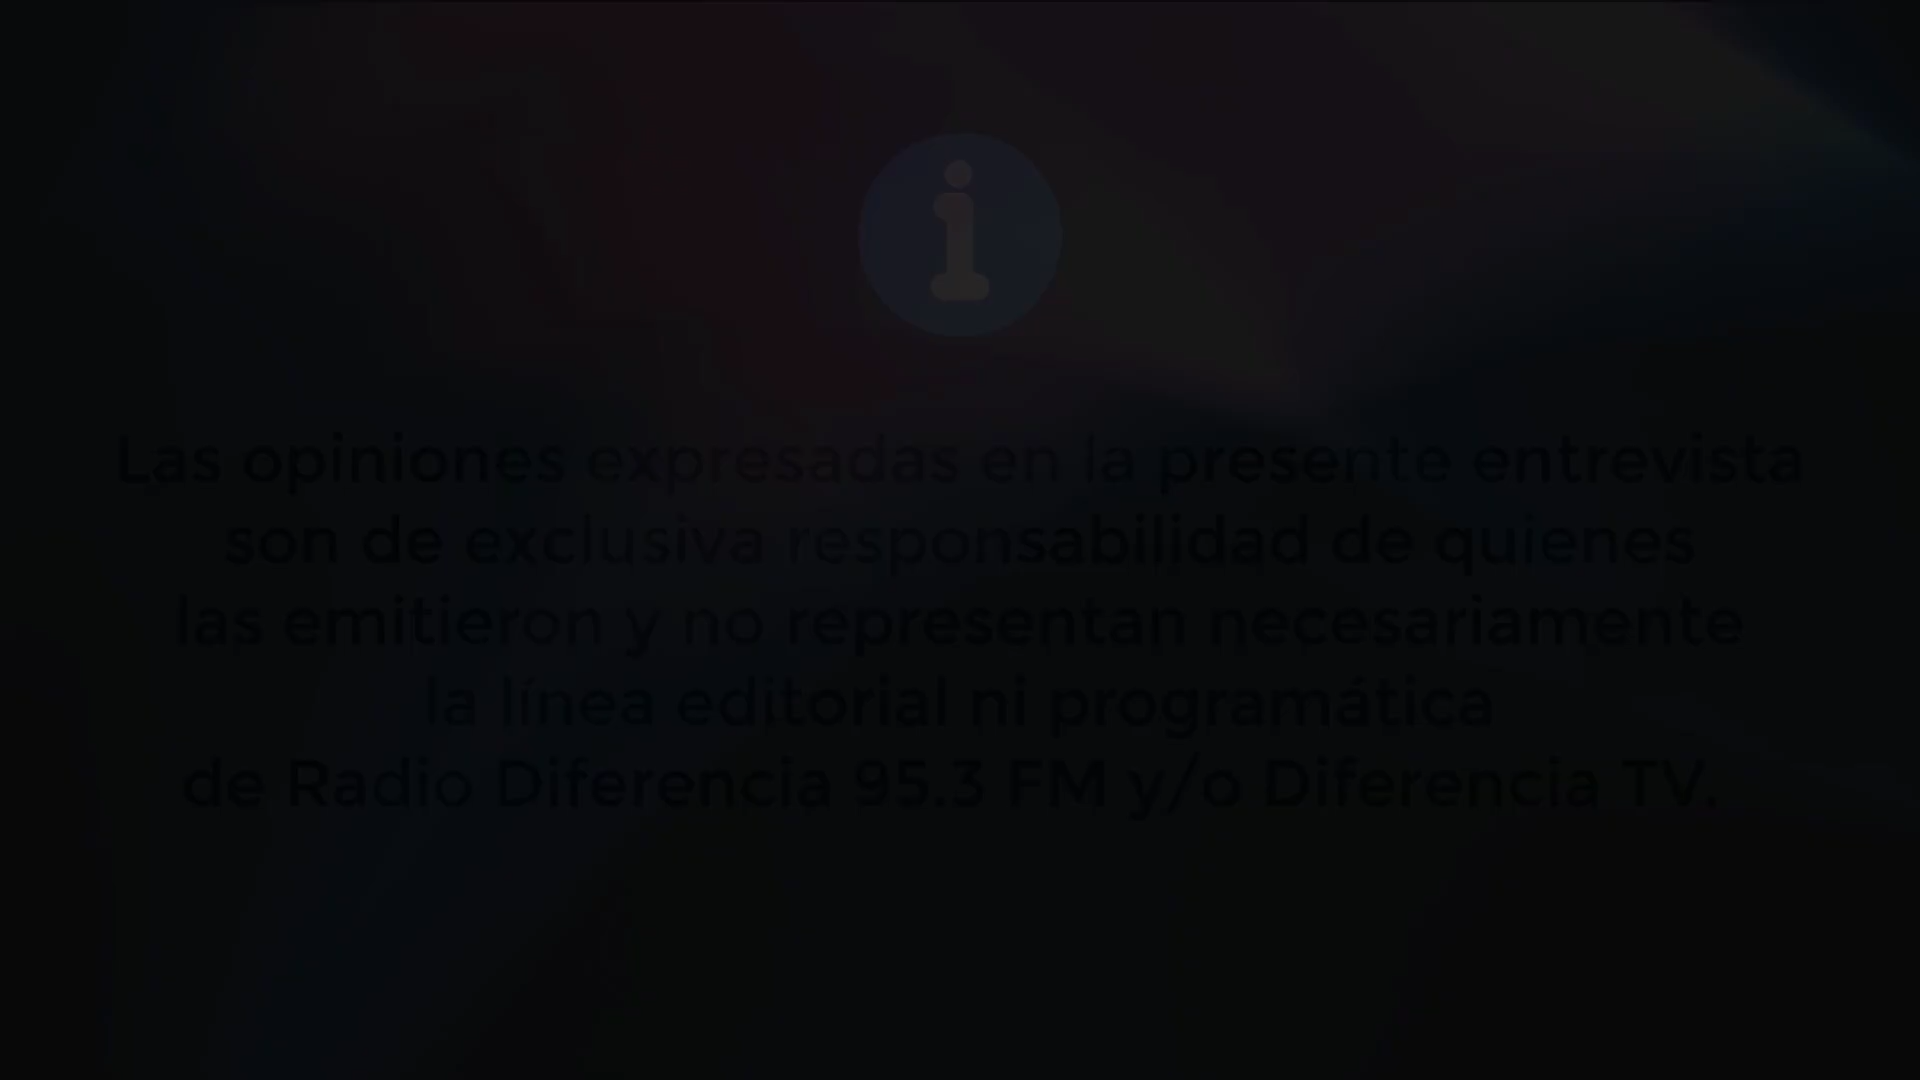 Las opiniones expresadas en la presente entrevista
son de exclusiva responsabilidad de quienes
las emitieron y no representan necesariamente
la línea editorial ni programática
de Radio Diferencia 95.3 FM y/o Diferencia TV.